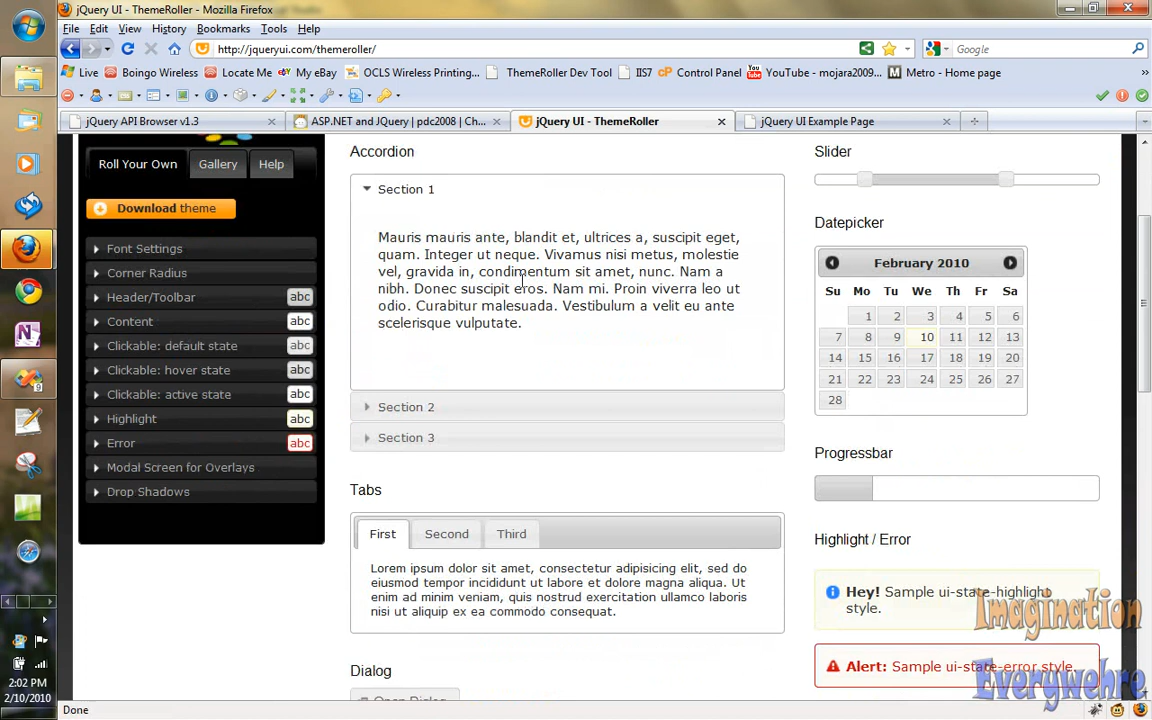 jQuery UI - ThemeRoller - Mozilla Firefox
File Edit View History Bookmarks Tools Help
http://jqueryui.com/themeroller/
Google
Live Boingo Wireless Locate Me My eBay OCLS Wireless Printing... ThemeRoller Dev Tool IIS7 cP Control Panel YouTube - mojara2009... M Metro - Home page
jQuery API Browser v1.3 ASP.NET and JQuery | pdc2008 | Ch... jQuery UI - ThemeRoller jQuery UI Example Page
Roll Your Own Gallery Help
Download theme
Font Settings
Corner Radius
Header/Toolbar abc
Content abc
Clickable: default state abc
Clickable: hover state abc
Clickable: active state abc
Highlight abc
Error abc
Modal Screen for Overlays
Drop Shadows
Accordion
Section 1
Mauris mauris ante, blandit et, ultrices a, suscipit eget,
quam. Integer ut neque. Vivamus nisi metus, molestie
vel, gravida in, condimentum sit amet, nunc. Nam a
nibh. Donec suscipit eros. Nam mi. Proin viverra leo ut
odio. Curabitur malesuada. Vestibulum a velit eu ante
scelerisque vulputate.
Section 2
Section 3
Tabs
First Second Third
Lorem ipsum dolor sit amet, consectetur adipisicing elit, sed do
eiusmod tempor incididunt ut labore et dolore magna aliqua. Ut
enim ad minim veniam, quis nostrud exercitation ullamco laboris
nisi ut aliquip ex ea commodo consequat.
Dialog
Open Dialog
Slider
Datepicker
February 2010
Su Mo Tu We Th Fr Sa
1 2 3 4 5 6
7 8 9 10 11 12 13
14 15 16 17 18 19 20
21 22 23 24 25 26 27
28
Progressbar
Highlight / Error
Hey! Sample ui-state-highlight
style.
Alert: Sample ui-state-error style.
Imagination
Everywehre
2:02 PM
2/10/2010
Done